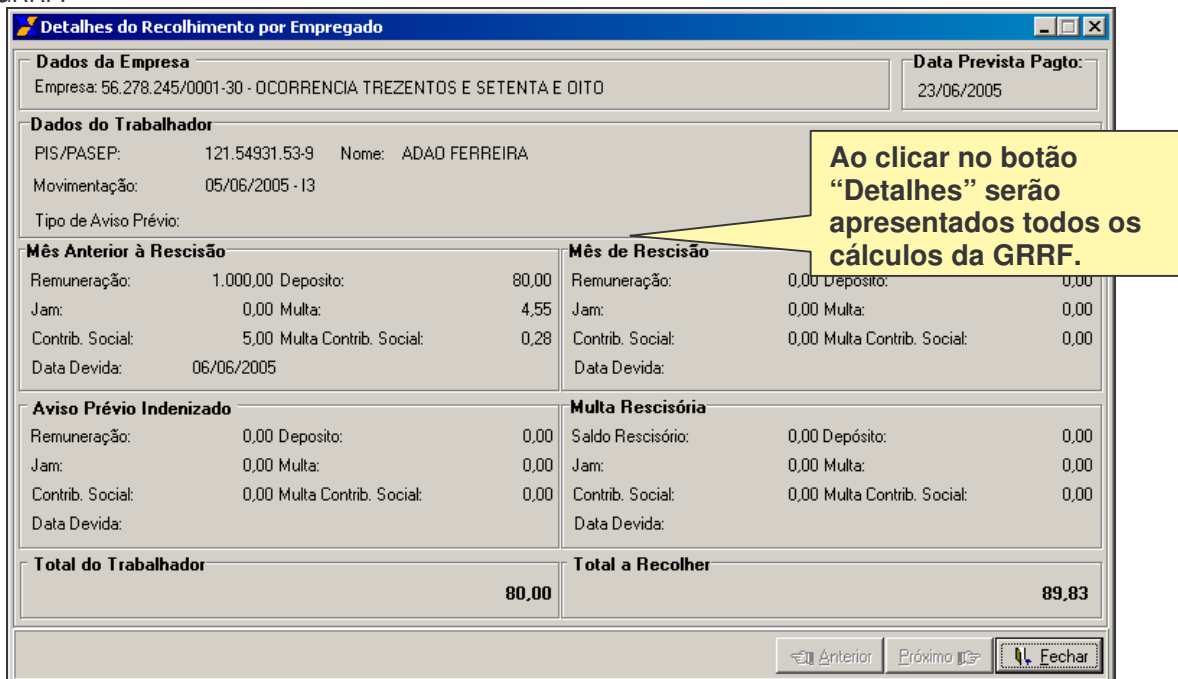 Detalhes do Recolhimento por Empregado
Dados da Empresa
Empresa: 56.278.245/0001-30 - OCORRENCIA TREZENTOS E SETENTA E OITO
Data Prevista Pagto:
23/06/2005
Dados do Trabalhador
PIS/PASEP: 121.54931.53-9 Nome: ADAO FERREIRA
Movimentação: 05/06/2005 - I3
Tipo de Aviso Prévio:
Ao clicar no botão
“Detalhes” serão
apresentados todos os
cálculos da GRRF.
Mês Anterior à Rescisão
Remuneração: 1.000,00 Deposito: 80,00
Jam: 0,00 Multa: 4,55
Contrib. Social: 5,00 Multa Contrib. Social: 0,28
Data Devida: 06/06/2005
Mês de Rescisão
Remuneração: 0,00 Deposito: 0,00
Jam: 0,00 Multa: 0,00
Contrib. Social: 0,00 Multa Contrib. Social: 0,00
Data Devida:
Aviso Prévio Indenizado
Remuneração: 0,00 Deposito: 0,00
Jam: 0,00 Multa: 0,00
Contrib. Social: 0,00 Multa Contrib. Social: 0,00
Data Devida:
Multa Rescisória
Saldo Rescisório: 0,00 Depósito: 0,00
Jam: 0,00 Multa: 0,00
Contrib. Social: 0,00 Multa Contrib. Social: 0,00
Data Devida:
Total do Trabalhador
80,00
Total a Recolher
89,83
Anterior Próximo Fechar